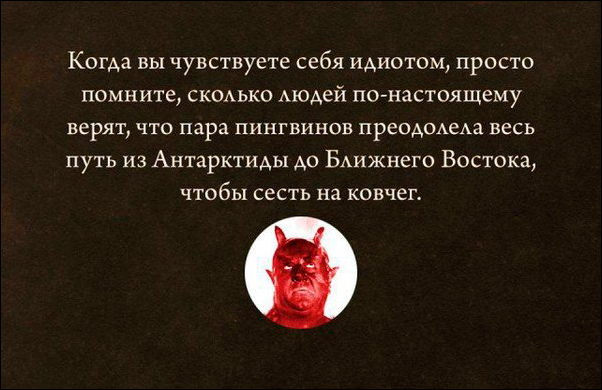 Когда вы чувствуете себя идиотом, просто
помните, сколько людей по-настоящему
верят, что пара пингвинов преодолела весь
путь из Антарктиды до Ближнего Востока,
чтобы сесть на ковчег.